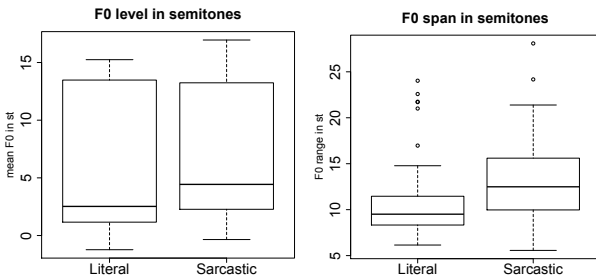 F0 level in semitones
mean F0 in st
15
10
5
0
Literal
Sarcastic
F0 span in semitones
F0 range in st
25
20
15
10
5
Literal
Sarcastic